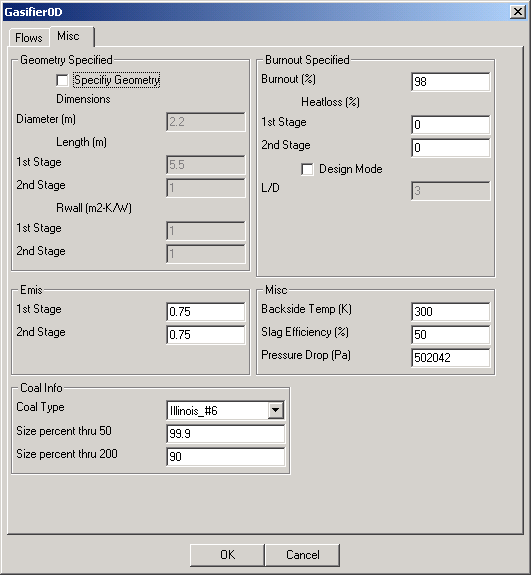 Gasifier0D
Flows Misc
Geometry Specified
Specifiy Geometry
Dimensions
Diameter (m) 2.2
Length (m)
1st Stage 5.5
2nd Stage 1
Rwall (m2-K/W)
1st Stage 1
2nd Stage 1
Burnout Specified
Burnout (%) 98
Heatloss (%)
1st Stage 0
2nd Stage 0
Design Mode
L/D 3
Emis
1st Stage 0.75
2nd Stage 0.75
Misc
Backside Temp (K) 300
Slag Efficiency (%) 50
Pressure Drop (Pa) 502042
Coal Info
Coal Type Illinois_#6
Size percent thru 50 99.9
Size percent thru 200 90
OK Cancel